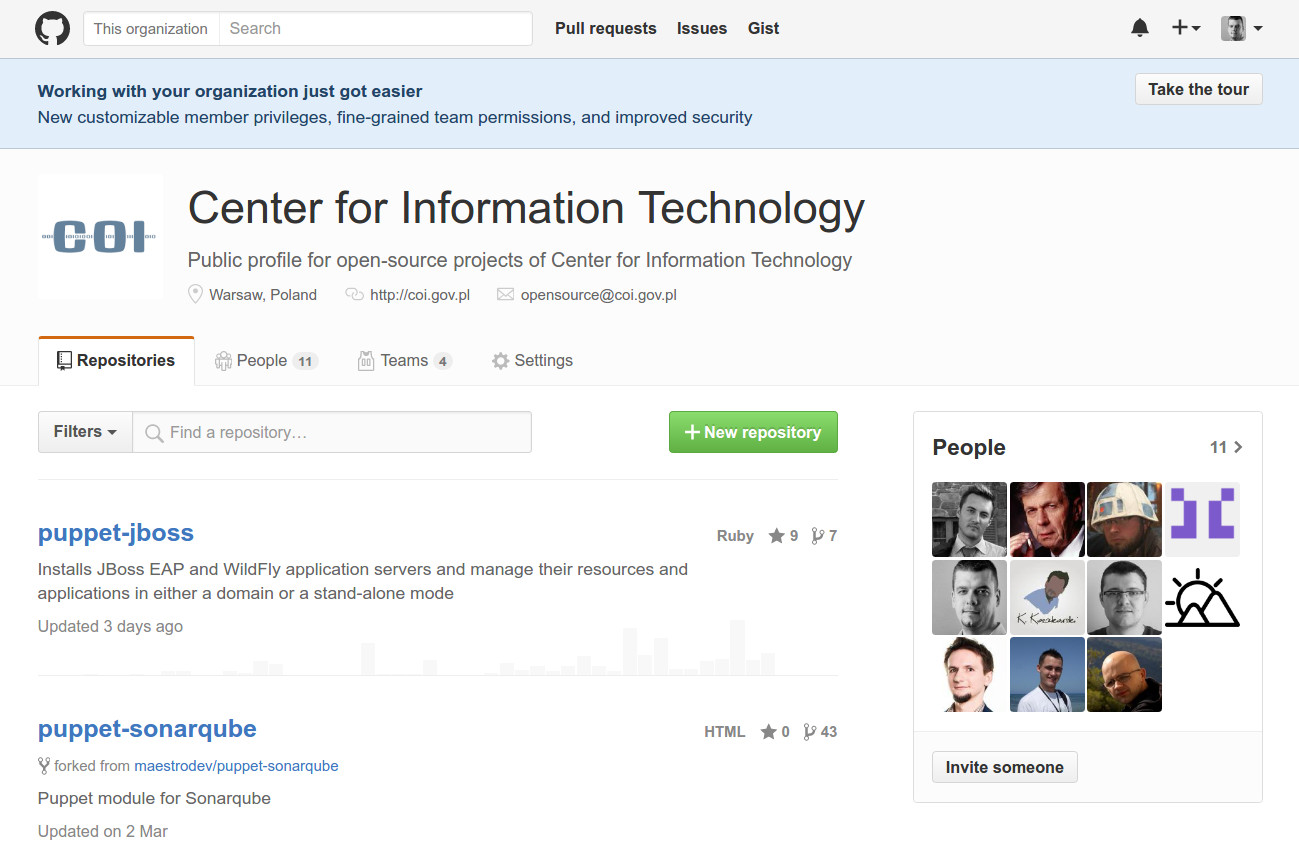 This organization Search Pull requests Issues Gist
Working with your organization just got easier
Take the tour
New customizable member privileges, fine-grained team permissions, and improved security
COI
Center for Information Technology
Public profile for open-source projects of Center for Information Technology
Warsaw, Poland http://coi.gov.pl opensource@coi.gov.pl
Repositories People 11 Teams 4 Settings
Filters Find a repository… New repository
puppet-jboss
Ruby 9 7
Installs JBoss EAP and WildFly application servers and manage their resources and
applications in either a domain or a stand-alone mode
Updated 3 days ago
puppet-sonarqube
HTML 0 43
forked from maestrodev/puppet-sonarqube
Puppet module for Sonarqube
Updated on 2 Mar
People 11
Invite someone